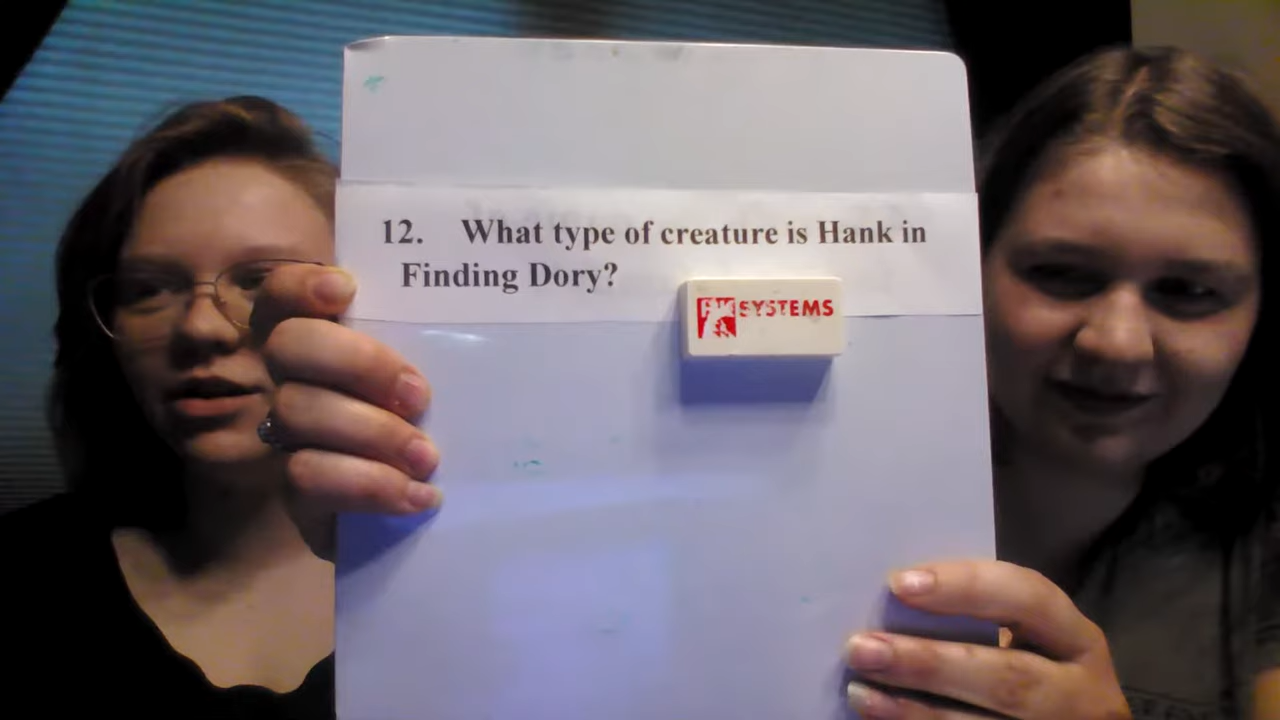 12. What type of creature is Hank in
Finding Dory?
SYSTEMS